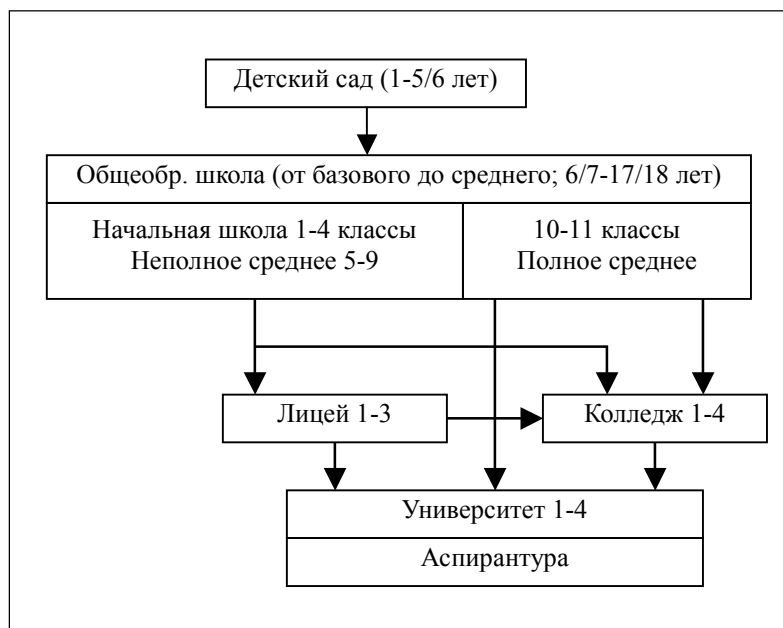 Детский сад (1-5/6 лет)
Общеобр. школа (от базового до среднего; 6/7-17/18 лет)
Начальная школа 1-4 классы
Неполное среднее 5-9
10-11 классы
Полное среднее
Лицей 1-3
Колледж 1-4
Университет 1-4
Аспирантура